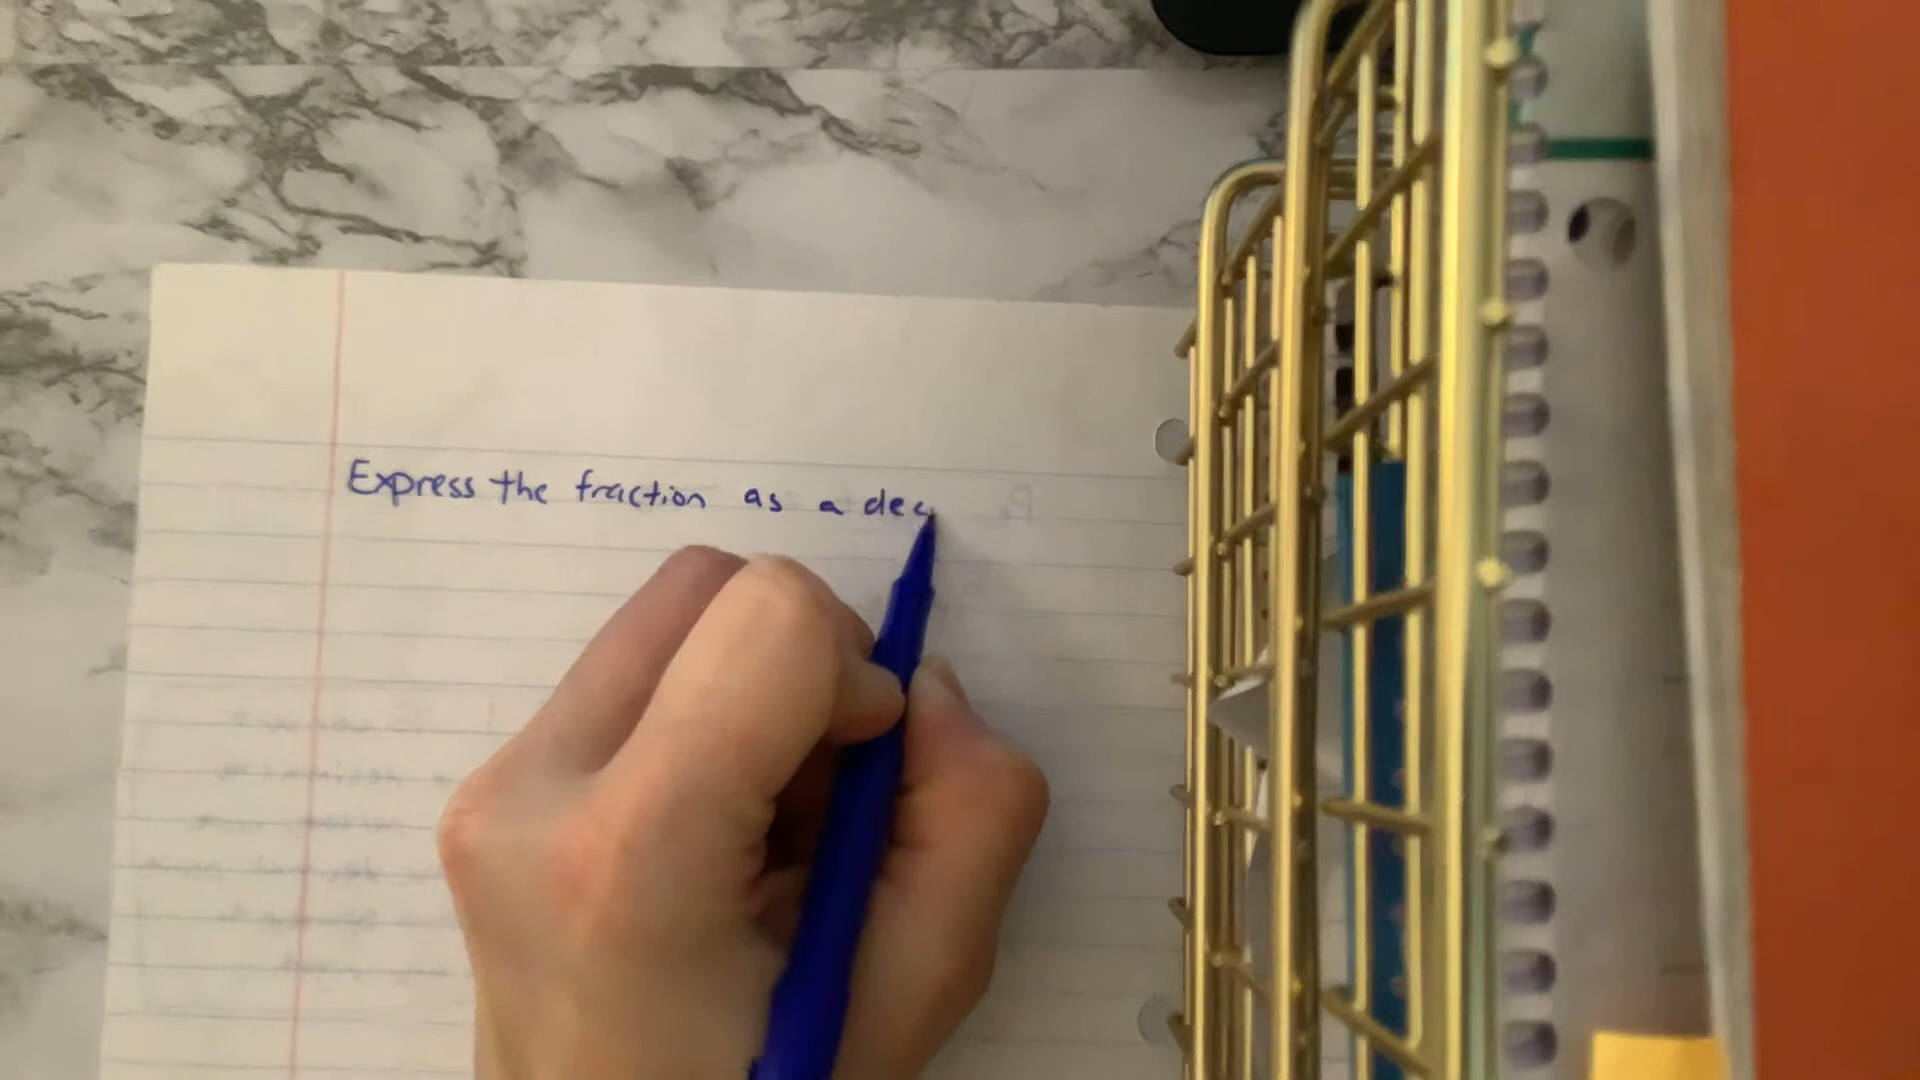 Express the fraction as a dec